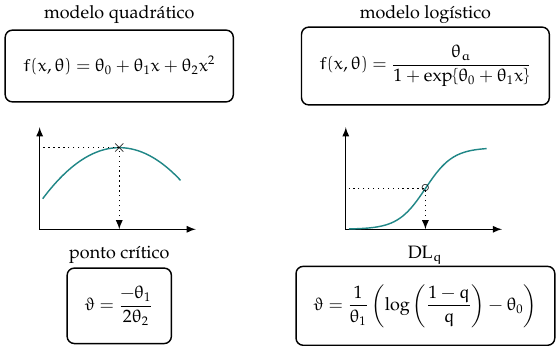 modelo quadrático
f(x, θ) = θ₀ + θ₁x + θ₂x²
ponto crítico
ϑ = −θ₁ / 2θ₂
modelo logístico
f(x, θ) = θₐ / 1 + exp{θ₀ + θ₁x}
DL_q
ϑ = 1/θ₁ (log (1 − q / q) − θ₀)